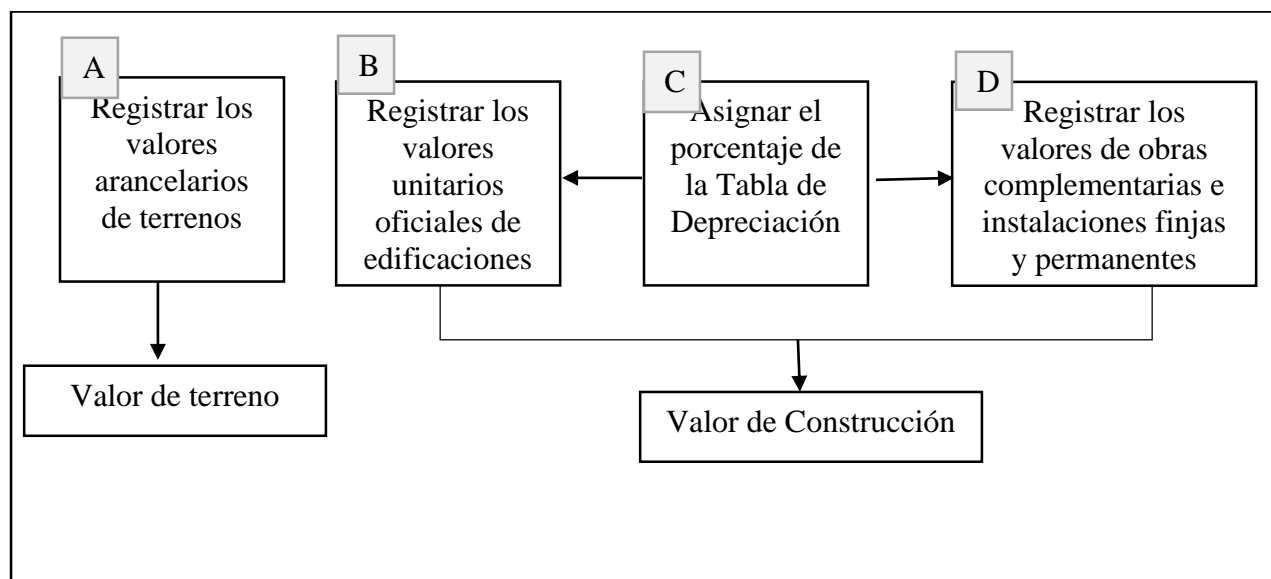 A
Registrar los
valores
arancelarios
de terrenos
B
Registrar los
valores
unitarios
oficiales de
edificaciones
C
Asignar el
porcentaje de
la Tabla de
Depreciación
D
Registrar los
valores de obras
complementarias e
instalaciones finjas
y permanentes
Valor de terreno
Valor de Construcción